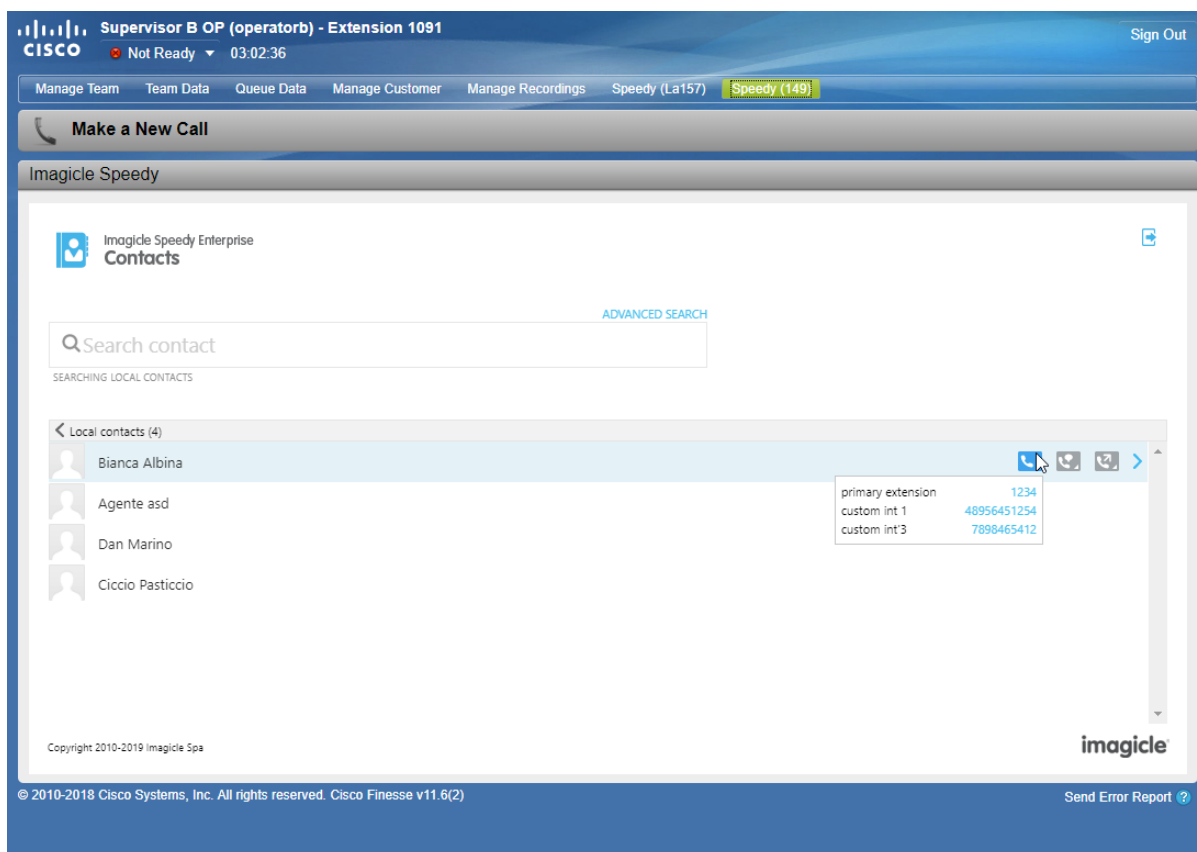 Supervisor B OP (operatorb) - Extension 1091
Sign Out
CISCO
Not Ready 03:02:36
Manage Team Team Data Queue Data Manage Customer Manage Recordings Speedy (La157) Speedy (149)
Make a New Call
Imagicle Speedy
Imagicle Speedy Enterprise
Contacts
ADVANCED SEARCH
Search contact
SEARCHING LOCAL CONTACTS
Local contacts (4)
Bianca Albina
primary extension 1234
custom int 1 48956451254
custom int'3 7898465412
Agente asd
Dan Marino
Ciccio Pasticcio
Copyright 2010-2019 Imagicle Spa
imagicle
© 2010-2018 Cisco Systems, Inc. All rights reserved. Cisco Finesse v11.6(2)
Send Error Report ?